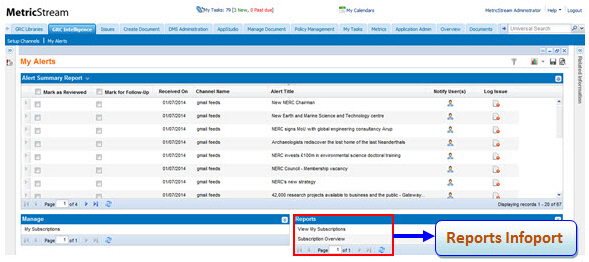 MetricStream
My Tasks: 79 [3 New, 0 Past due]
My Calendars
MetricStream Administrator
Help
Logout
GRC Libraries
GRC Intelligence
Issues
Create Document
DMS Administration
AppStudio
Manage Document
Policy Management
My Tasks
Metrics
Application Admin
Overview
Documents
Universal Search
Setup Channels | My Alerts
My Alerts
Related Information
Alert Summary Report
Mark as Reviewed Mark for Follow-Up Received On Channel Name Alert Title Notify User(s) Log Issue
01/07/2014 gmail feeds New NERC Chairman
01/07/2014 gmail feeds New Earth and Marine Science and Technology centre
01/07/2014 gmail feeds NERC signs MoU with global engineering consultancy Arup
01/07/2014 gmail feeds Archaeologists rediscover the lost home of the last Neanderthals
01/07/2014 gmail feeds NERC invests £100m in environmental science doctoral training
01/07/2014 gmail feeds NERC Council - Membership vacancy
01/07/2014 gmail feeds NERC's new strategy
01/07/2014 gmail feeds 42,000 research projects available to business and the public - Gateway...
Page 1 of 4
Displaying records 1 - 20 of 67
Manage
My Subscriptions
Page 1 of 1
Reports
View My Subscriptions
Subscription Overview
Page 1 of 1
Reports Infoport